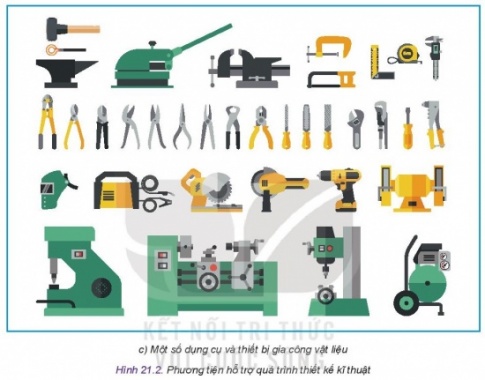 KẾT NỐI TRI THỨC
VỚI CUỘC SỐNG
c) Một số dụng cụ và thiết bị gia công vật liệu
Hình 21.2. Phương tiện hỗ trợ quá trình thiết kế kĩ thuật